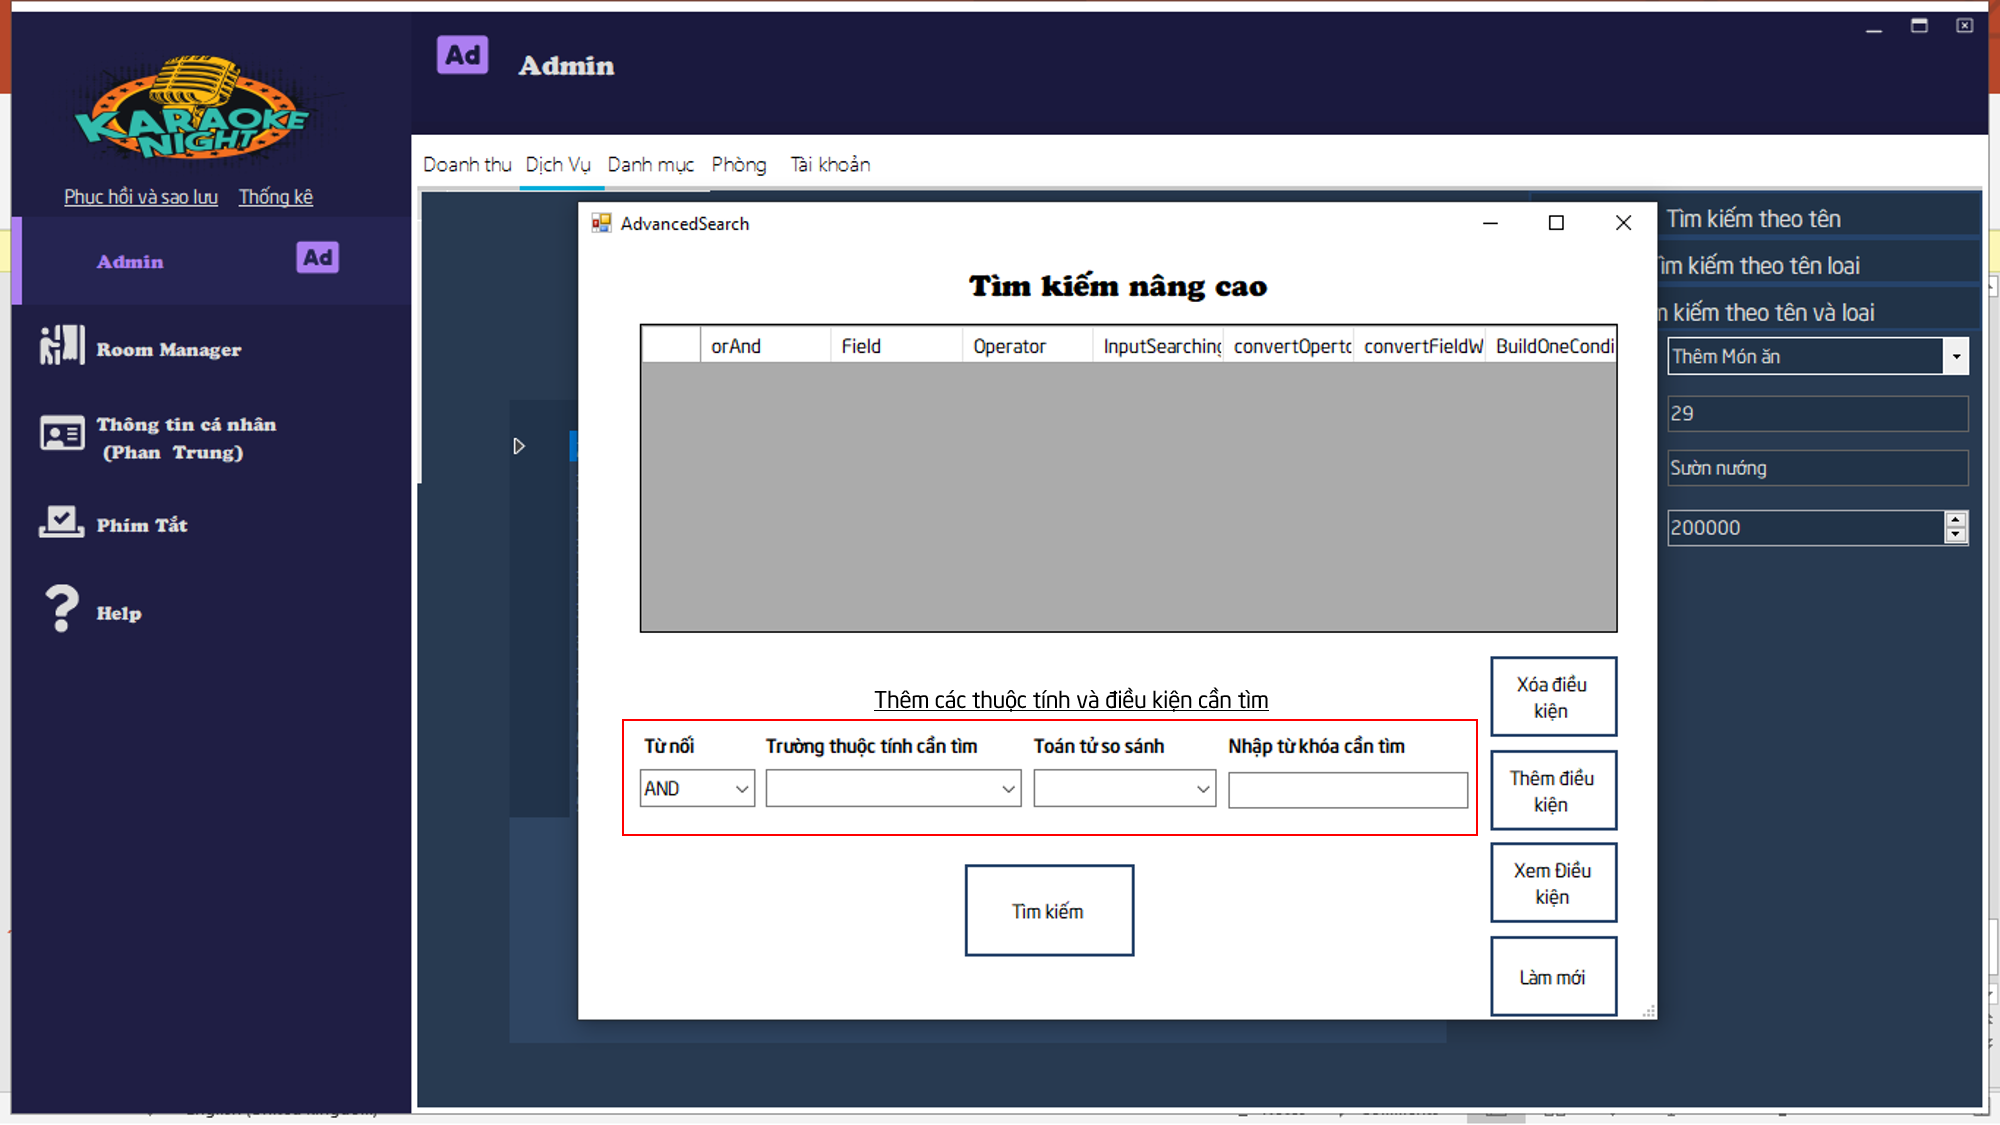 Ad
Admin
KARAOKE
NIGHT
Phục hồi và sao lưu Thống kê
Admin Ad
Room Manager
Thông tin cá nhân
(Phan Trung)
Phím Tắt
Help
Doanh thu Dịch Vụ Danh mục Phòng Tài khoản
AdvancedSearch
Tìm kiếm nâng cao
orAnd Field Operator InputSearching convertOperto convertFieldW BuildOneCondi
Thêm các thuộc tính và điều kiện cần tìm
Từ nối Trường thuộc tính cần tìm Toán tử so sánh Nhập từ khóa cần tìm
AND
Tìm kiếm
Xóa điều
kiện
Thêm điều
kiện
Xem Điều
kiện
Làm mới
Tìm kiếm theo tên
ìm kiếm theo tên loai
m kiếm theo tên và loai
Thêm Món ăn
29
Sườn nướng
200000